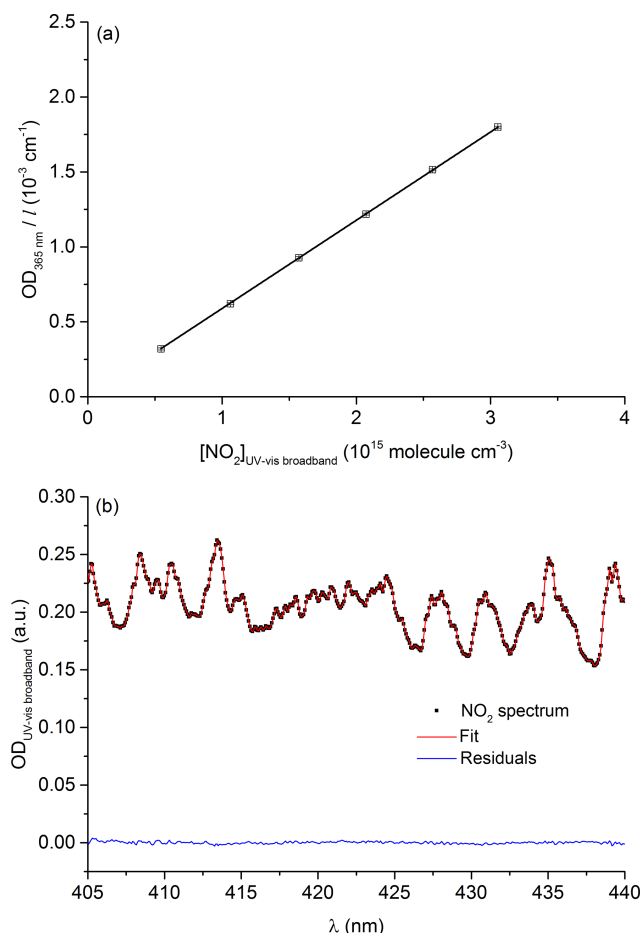 (a)
2.5
2.0
1.5
1.0
0.5
0.0
OD365 nm / l (10-3 cm-1)
0 1 2 3 4
[NO2]UV-vis broadband (1015 molecule cm-3)
(b)
0.30
0.25
0.20
0.15
0.10
0.05
0.00
ODUV-vis broadband (a.u.)
NO2 spectrum
Fit
Residuals
405 410 415 420 425 430 435 440
λ (nm)